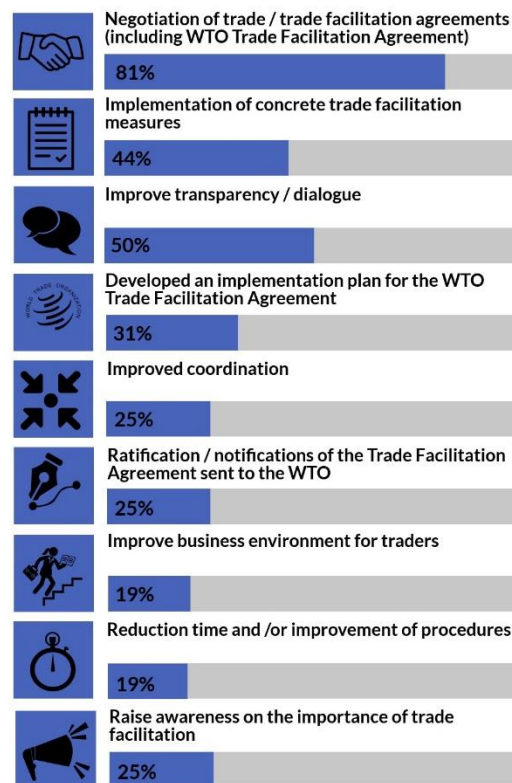 Negotiation of trade / trade facilitation agreements
(including WTO Trade Facilitation Agreement)
81%
Implementation of concrete trade facilitation
measures
44%
Improve transparency / dialogue
50%
WORLD TRADE ORGANIZATION
Developed an implementation plan for the WTO
Trade Facilitation Agreement
31%
Improved coordination
25%
Ratification / notifications of the Trade Facilitation
Agreement sent to the WTO
25%
Improve business environment for traders
19%
Reduction time and /or improvement of procedures
19%
Raise awareness on the importance of trade
facilitation
25%